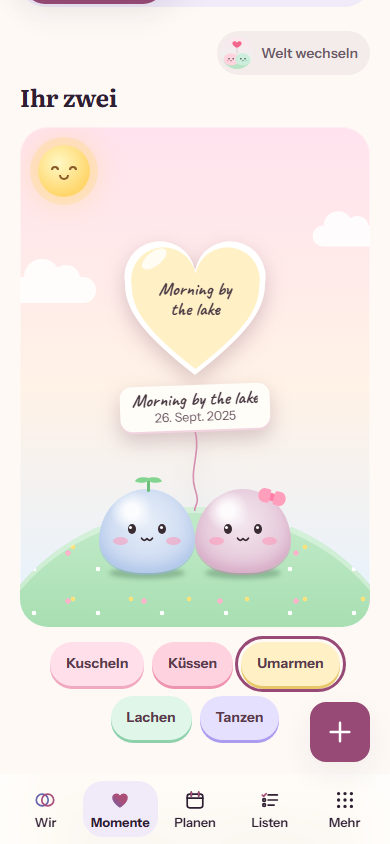 Welt wechseln
Ihr zwei
Morning by
the lake
Morning by the lake
26. Sept. 2025
Kuscheln
Küssen
Umarmen
Lachen
Tanzen
Wir
Momente
Planen
Listen
Mehr